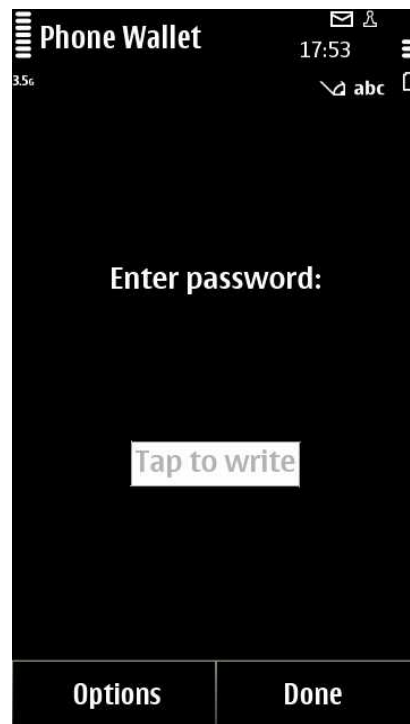 Phone Wallet
17:53
3.5G
abc
Enter password:
Tap to write
Options
Done